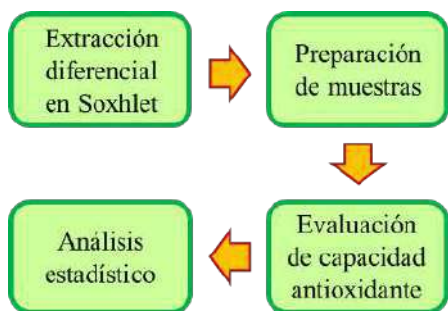 Extracción
diferencial
en Soxhlet
Preparación
de muestras
Evaluación
de capacidad
antioxidante
Análisis
estadístico